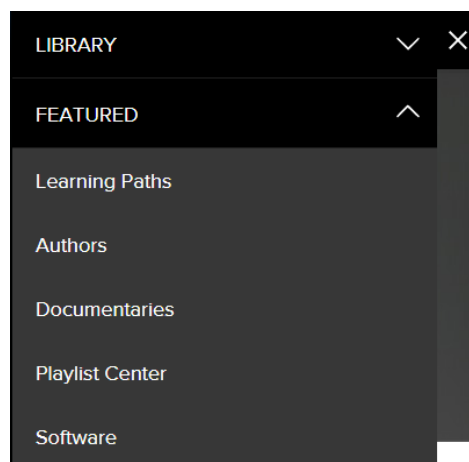 LIBRARY
FEATURED
Learning Paths
Authors
Documentaries
Playlist Center
Software